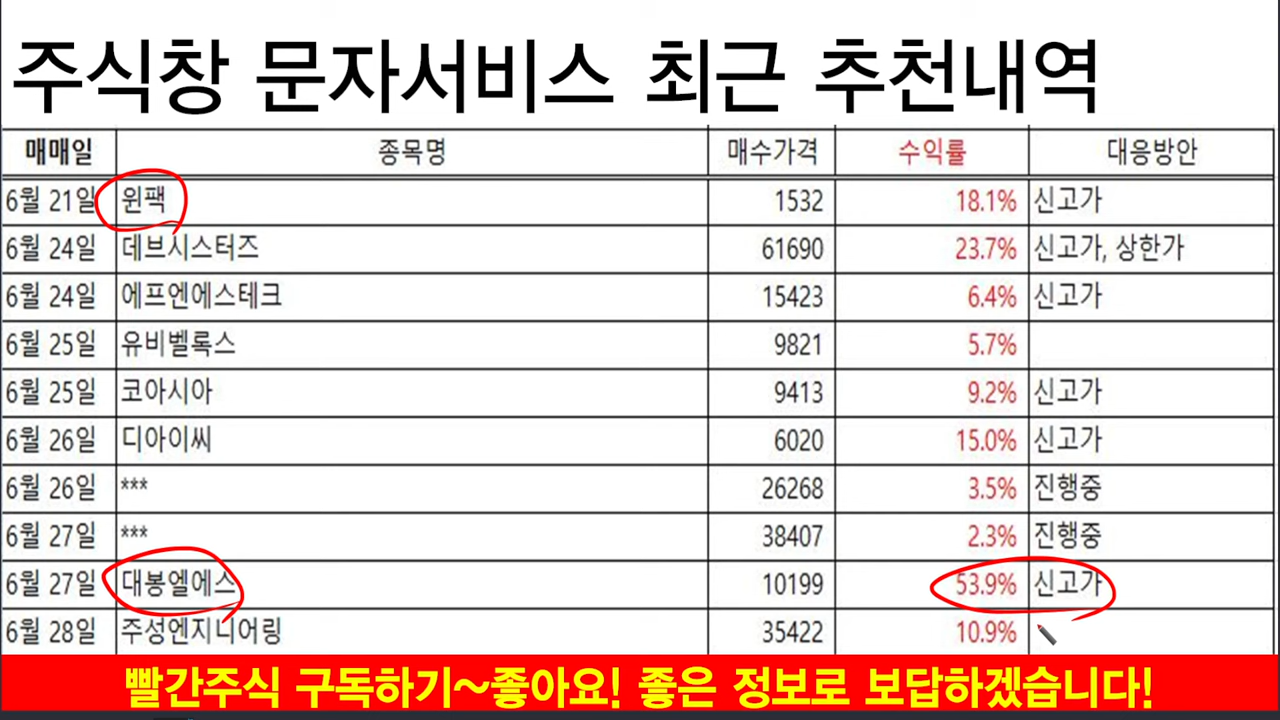 주식창 문자서비스 최근 추천내역
매매일 종목명 매수가격 수익률 대응방안
6월 21일 윈팩 1532 18.1% 신고가
6월 24일 데브시스터즈 61690 23.7% 신고가, 상한가
6월 24일 에프엔에스테크 15423 6.4% 신고가
6월 25일 유비벨록스 9821 5.7%
6월 25일 코아시아 9413 9.2% 신고가
6월 26일 디아이씨 6020 15.0% 신고가
6월 26일 *** 26268 3.5% 진행중
6월 27일 *** 38407 2.3% 진행중
6월 27일 대봉엘에스 10199 53.9% 신고가
6월 28일 주성엔지니어링 35422 10.9%
빨간주식 구독하기~좋아요! 좋은 정보로 보답하겠습니다!